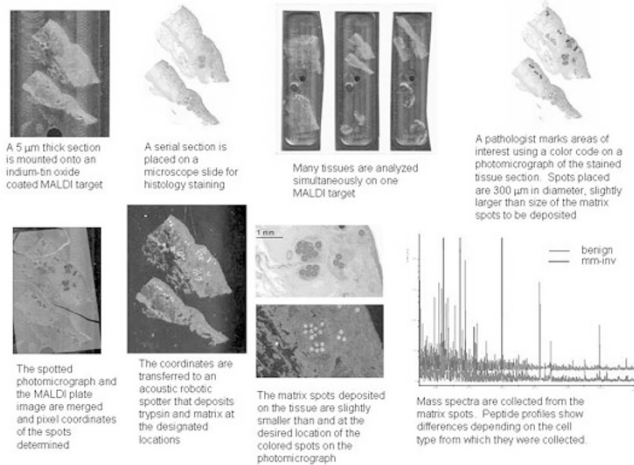 A 5 µm thick section
is mounted onto an
indium-tin oxide
coated MALDI target
A serial section is
placed on a
microscope slide for
histology staining
Many tissues are analyzed
simultaneously on one
MALDI target
A pathologist marks areas of
interest using a color code on a
photomicrograph of the stained
tissue section. Spots placed
are 300 µm in diameter, slightly
larger than size of the matrix
spots to be deposited
The spotted
photomicrograph and
the MALDI plate
image are merged
and pixel coordinates
of the spots
determined
The coordinates are
transferred to an
acoustic robotic
spotter that deposits
trypsin and matrix at
the designated
locations
1 mm
The matrix spots deposited
on the tissue are slightly
smaller than and at the
desired location of the
colored spots on the
photomicrograph
benign
mm-inv
Mass spectra are collected from the
matrix spots. Peptide profiles show
differences depending on the cell
type from which they were collected.